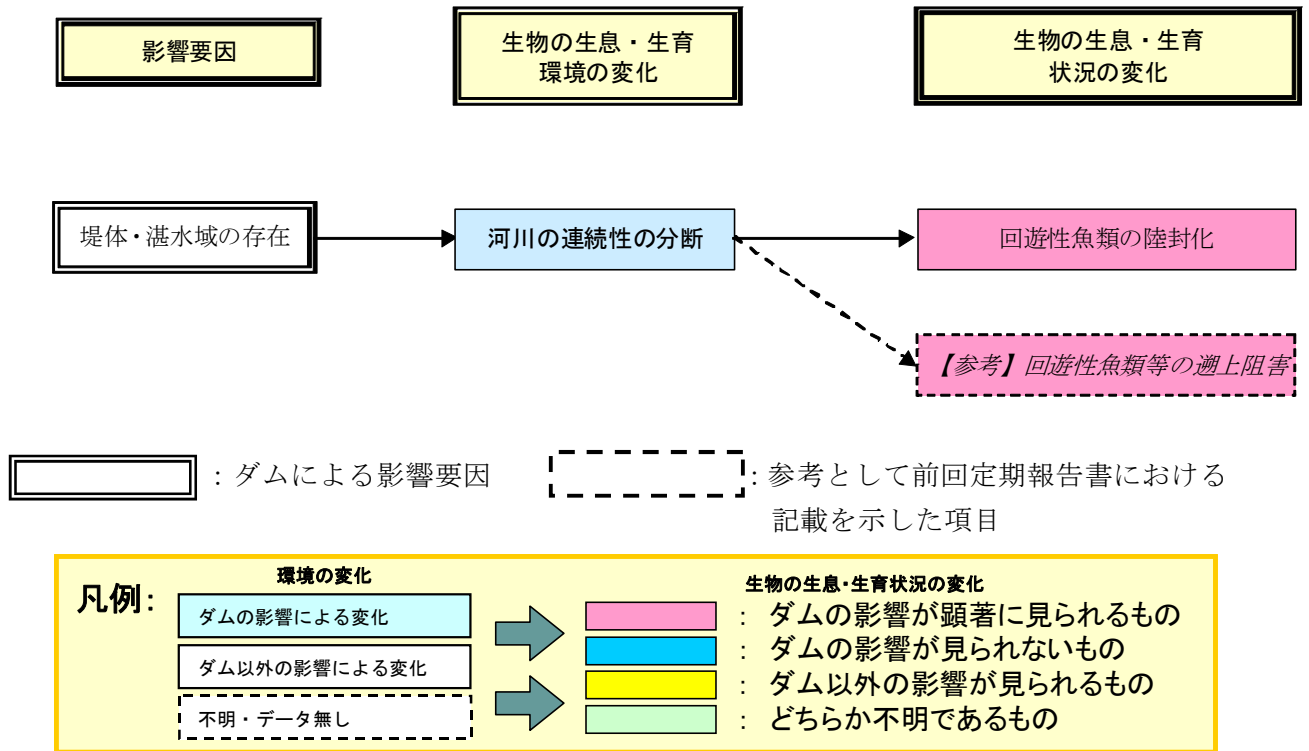 影響要因
生物の生息・生育
環境の変化
生物の生息・生育
状況の変化
堤体・湛水域の存在
河川の連続性の分断
回遊性魚類の陸封化
【参考】回遊性魚類等の遡上阻害
：ダムによる影響要因
：参考として前回定期報告書における
記載を示した項目
凡例：
環境の変化
ダムの影響による変化
ダム以外の影響による変化
不明・データ無し
生物の生息・生育状況の変化
： ダムの影響が顕著に見られるもの
： ダムの影響が見られないもの
： ダム以外の影響が見られるもの
： どちらか不明であるもの